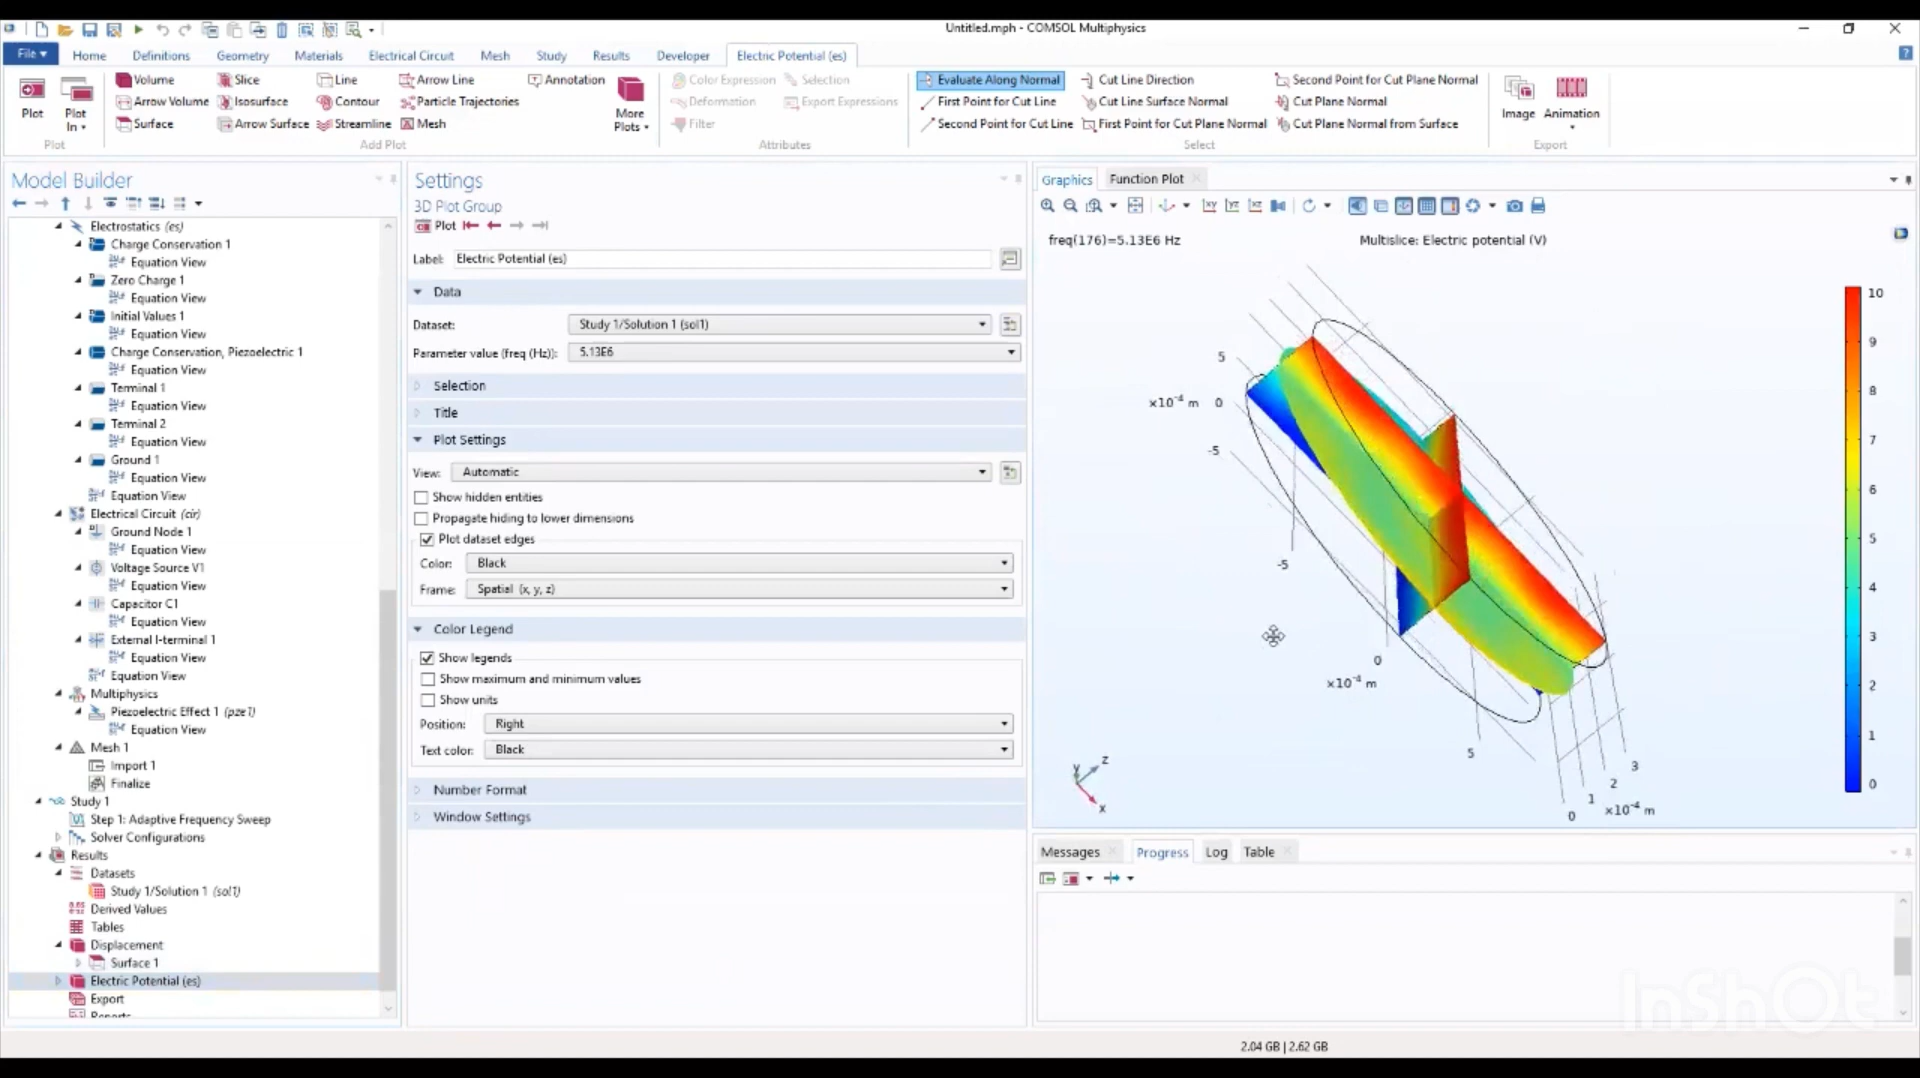 Untitled.mph - COMSOL Multiphysics
File Home Definitions Geometry Materials Electrical Circuit Mesh Study Results Developer Electric Potential (es)
Plot
Plot In
Plot
Volume Slice Line Arrow Line Annotation
Arrow Volume Isosurface Contour Particle Trajectories
Surface Arrow Surface Streamline Mesh
More Plots
Add Plot
Color Expression Selection
Deformation Export Expressions
Filter
Attributes
Evaluate Along Normal Cut Line Direction Second Point for Cut Plane Normal
First Point for Cut Line Cut Line Surface Normal Cut Plane Normal
Second Point for Cut Line First Point for Cut Plane Normal Cut Plane Normal from Surface
Select
Image Animation
Export
Model Builder
Electrostatics (es)
Charge Conservation 1
Equation View
Zero Charge 1
Equation View
Initial Values 1
Equation View
Charge Conservation, Piezoelectric 1
Equation View
Terminal 1
Equation View
Terminal 2
Equation View
Ground 1
Equation View
Equation View
Electrical Circuit (cir)
Ground Node 1
Equation View
Voltage Source V1
Equation View
Capacitor C1
Equation View
External I-terminal 1
Equation View
Equation View
Multiphysics
Piezoelectric Effect 1 (pze1)
Equation View
Mesh 1
Import 1
Finalize
Study 1
Step 1: Adaptive Frequency Sweep
Solver Configurations
Results
Datasets
Study 1/Solution 1 (sol1)
Derived Values
Tables
Displacement
Surface 1
Electric Potential (es)
Export
Reports
Settings
3D Plot Group
Plot
Label: Electric Potential (es)
Data
Dataset: Study 1/Solution 1 (sol1)
Parameter value (freq (Hz)): 5.13E6
Selection
Title
Plot Settings
View: Automatic
Show hidden entities
Propagate hiding to lower dimensions
Plot dataset edges
Color: Black
Frame: Spatial (x, y, z)
Color Legend
Show legends
Show maximum and minimum values
Show units
Position: Right
Text color: Black
Number Format
Window Settings
Graphics Function Plot
freq(176)=5.13E6 Hz Multislice: Electric potential (V)
5
×10⁻⁴ m 0
-5
-5
0
×10⁻⁴ m
5
3
2
1 ×10⁻⁴ m
0
y z
x
10
9
8
7
6
5
4
3
2
1
0
Messages Progress Log Table
InShOt
2.04 GB | 2.62 GB